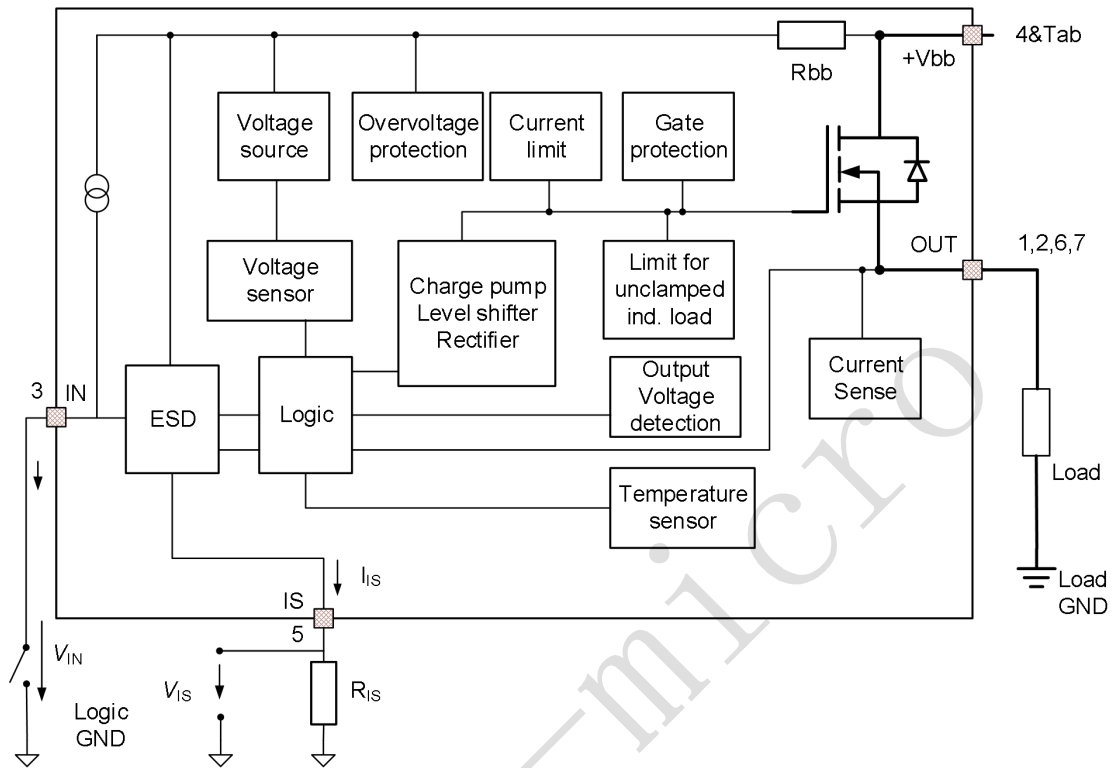 4&Tab
+Vbb
Rbb
Voltage
source
Overvoltage
protection
Current
limit
Gate
protection
OUT
1,2,6,7
Voltage
sensor
Charge pump
Level shifter
Rectifier
Limit for
unclamped
ind. load
Current
Sense
Output
Voltage
detection
3
IN
ESD
Logic
Load
Temperature
sensor
IIS
IS
5
Load
GND
VIN
VIS
RIS
Logic
GND
-micro